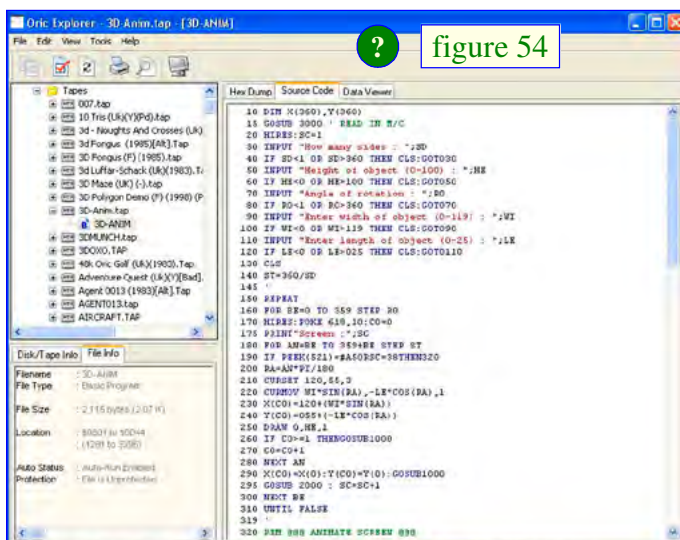 Oric Explorer - 3D Anim.tap - [3D-ANIM]
? figure 54
File Edit View Tools Help
Tapes
007.tap
10 Tris (Uk)(Y)(Pd).tap
3d - Noughts And Crosses (Uk)
3d Fongus (1985)[Alt].Tap
3D Fongus (F) (1985).tap
3d Luffar-Schack (Uk)(1983).T
3D Maze (UK) (-).tap
3D Polygon Demo (F) (1998) (P
3D-Anim.tap
3D-ANIM
3DMUNCH.tap
3DOXO.TAP
40k Oric Golf (Uk)(1983).Tap
Adventure Quest (Uk)(Y)[Bad].
Agent 0013 (1983)[Alt].Tap
AGENT013.tap
AIRCRAFT.TAP
Disk/Tape Info File Info
Filename : 3D-ANIM
File Type : Basic Program
File Size : 2,115 bytes (2.07 K)
Location
Auto Status : Auto-Run Enabled
Protection : File is Unprotected
Hex Dump Source Code Data Viewer
10 DIM X(360),Y(360)
15 GOSUB 3000 ' READ IN M/C
20 HIRES:SC=1
30 INPUT "How many sides : ";SD
40 IF SD<1 OR SD>360 THEN CLS:GOTO30
50 INPUT "Height of object (0-100) : ";HE
60 IF HE<0 OR HE>100 THEN CLS:GOTO50
70 INPUT "Angle of rotation : ";RO
80 IF RO<1 OR RO>360 THEN CLS:GOTO70
90 INPUT "Enter width of object (0-119) : ";WI
100 IF WI<0 OR WI>119 THEN CLS:GOTO90
110 INPUT "Enter length of object (0-25) : ";LE
120 IF LE<0 OR LE>025 THEN CLS:GOTO110
130 CLS
140 ST=360/SD
145 '
150 REPEAT
160 FOR BE=0 TO 359 STEP RO
170 HIRES:POKE 618,10:CO=0
175 PRINT"Screen :";SC
180 FOR AN=BE TO 359+BE STEP ST
190 IF PEEK(521)=#A5ORSC=38THEN320
200 RA=AN*PI/180
210 CURSET 120,55,3
220 CURMOV WI*SIN(RA),-LE*COS(RA),1
230 X(CO)=120+(WI*SIN(RA))
240 Y(CO)=055+(-LE*COS(RA))
250 DRAW 0,HE,1
260 IF CO>=1 THENGOSUB1000
270 CO=CO+1
280 NEXT AN
290 X(CO)=X(0):Y(CO)=Y(0):GOSUB1000
295 GOSUB 2000 : SC=SC+1
300 NEXT BE
310 UNTIL FALSE
319 '
320 DIM @@@ ANIMATE SCREEN @@@